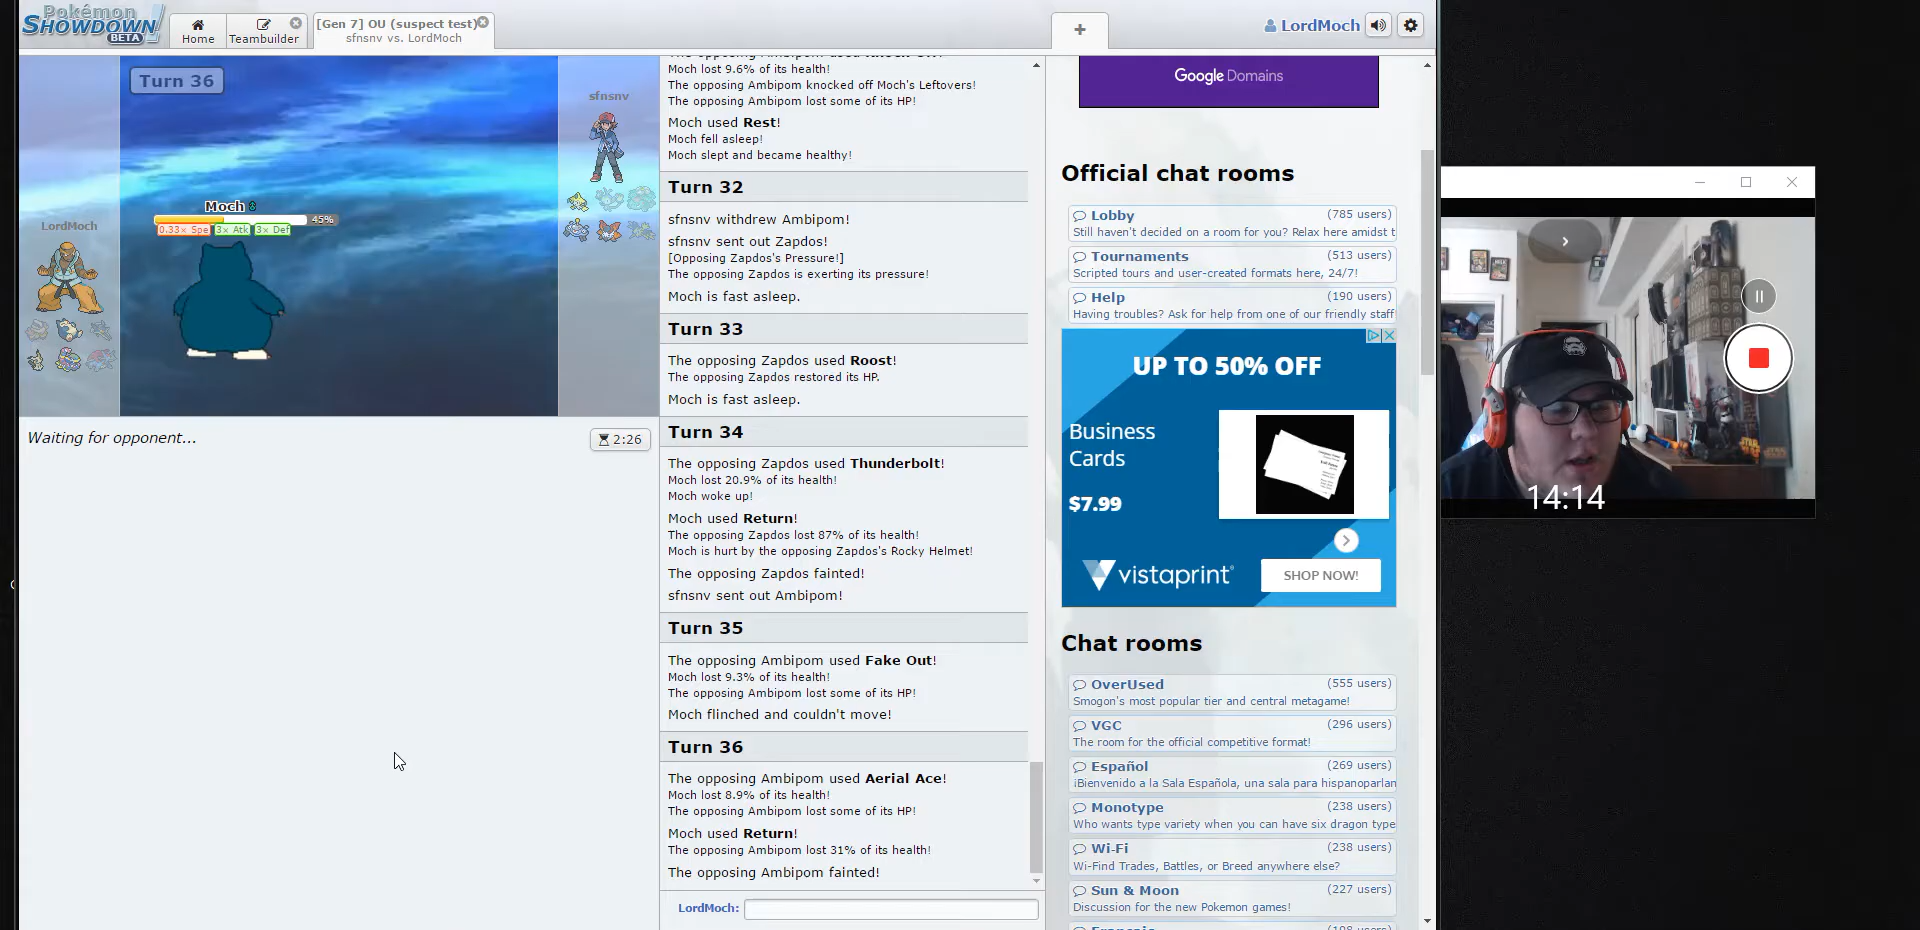 Pokémon
SHOWDOWN!
BETA
Home
Teambuilder
[Gen 7] OU (suspect test)
sfnsnv vs. LordMoch
+
LordMoch
Turn 36
sfnsnv
LordMoch
Moch
45%
0.33× Spe 3× Atk 3× Def
Waiting for opponent...
2:26
Moch lost 9.6% of its health!
The opposing Ambipom knocked off Moch's Leftovers!
The opposing Ambipom lost some of its HP!
Moch used Rest!
Moch fell asleep!
Moch slept and became healthy!
Turn 32
sfnsnv withdrew Ambipom!
sfnsnv sent out Zapdos!
[Opposing Zapdos's Pressure!]
The opposing Zapdos is exerting its pressure!
Moch is fast asleep.
Turn 33
The opposing Zapdos used Roost!
The opposing Zapdos restored its HP.
Moch is fast asleep.
Turn 34
The opposing Zapdos used Thunderbolt!
Moch lost 20.9% of its health!
Moch woke up!
Moch used Return!
The opposing Zapdos lost 87% of its health!
Moch is hurt by the opposing Zapdos's Rocky Helmet!
The opposing Zapdos fainted!
sfnsnv sent out Ambipom!
Turn 35
The opposing Ambipom used Fake Out!
Moch lost 9.3% of its health!
The opposing Ambipom lost some of its HP!
Moch flinched and couldn't move!
Turn 36
The opposing Ambipom used Aerial Ace!
Moch lost 8.9% of its health!
The opposing Ambipom lost some of its HP!
Moch used Return!
The opposing Ambipom lost 31% of its health!
The opposing Ambipom fainted!
LordMoch:
Google Domains
Official chat rooms
Lobby (785 users)
Still haven't decided on a room for you? Relax here amidst t
Tournaments (513 users)
Scripted tours and user-created formats here, 24/7!
Help (190 users)
Having troubles? Ask for help from one of our friendly staff
UP TO 50% OFF
Business
Cards
$7.99
vistaprint
SHOP NOW!
Chat rooms
OverUsed (555 users)
Smogon's most popular tier and central metagame!
VGC (296 users)
The room for the official competitive format!
Español (269 users)
¡Bienvenido a la Sala Española, una sala para hispanoparlan
Monotype (238 users)
Who wants type variety when you can have six dragon type
Wi-Fi (238 users)
Wi-Find Trades, Battles, or Breed anywhere else?
Sun & Moon (227 users)
Discussion for the new Pokemon games!
14:14